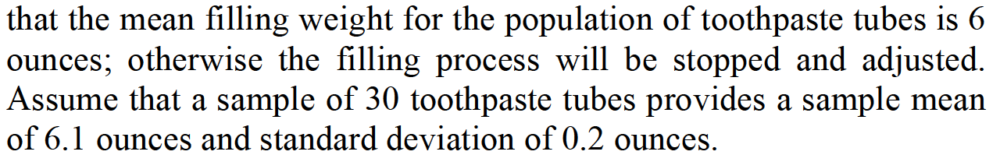 that the mean filling weight for the population of toothpaste tubes is 6
ounces; otherwise the filling process will be stopped and adjusted.
Assume that a sample of 30 toothpaste tubes provides a sample mean
of 6.1 ounces and standard deviation of 0.2 ounces.